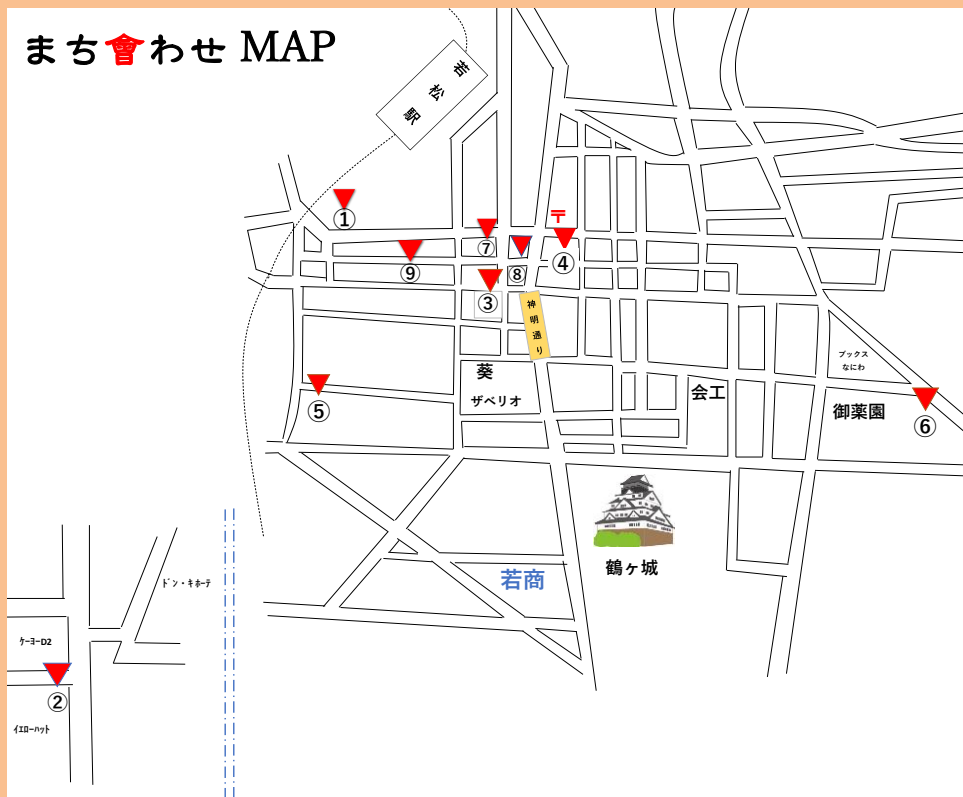 まち會わせ MAP
若松駅
①
〒
⑦
④
⑨
⑧
③
神明通り
ブックス
なにわ
葵
ザベリオ
会工
⑤
御薬園
⑥
鶴ヶ城
若商
ドン・キホーテ
ケーヨーD2
②
イエローハット